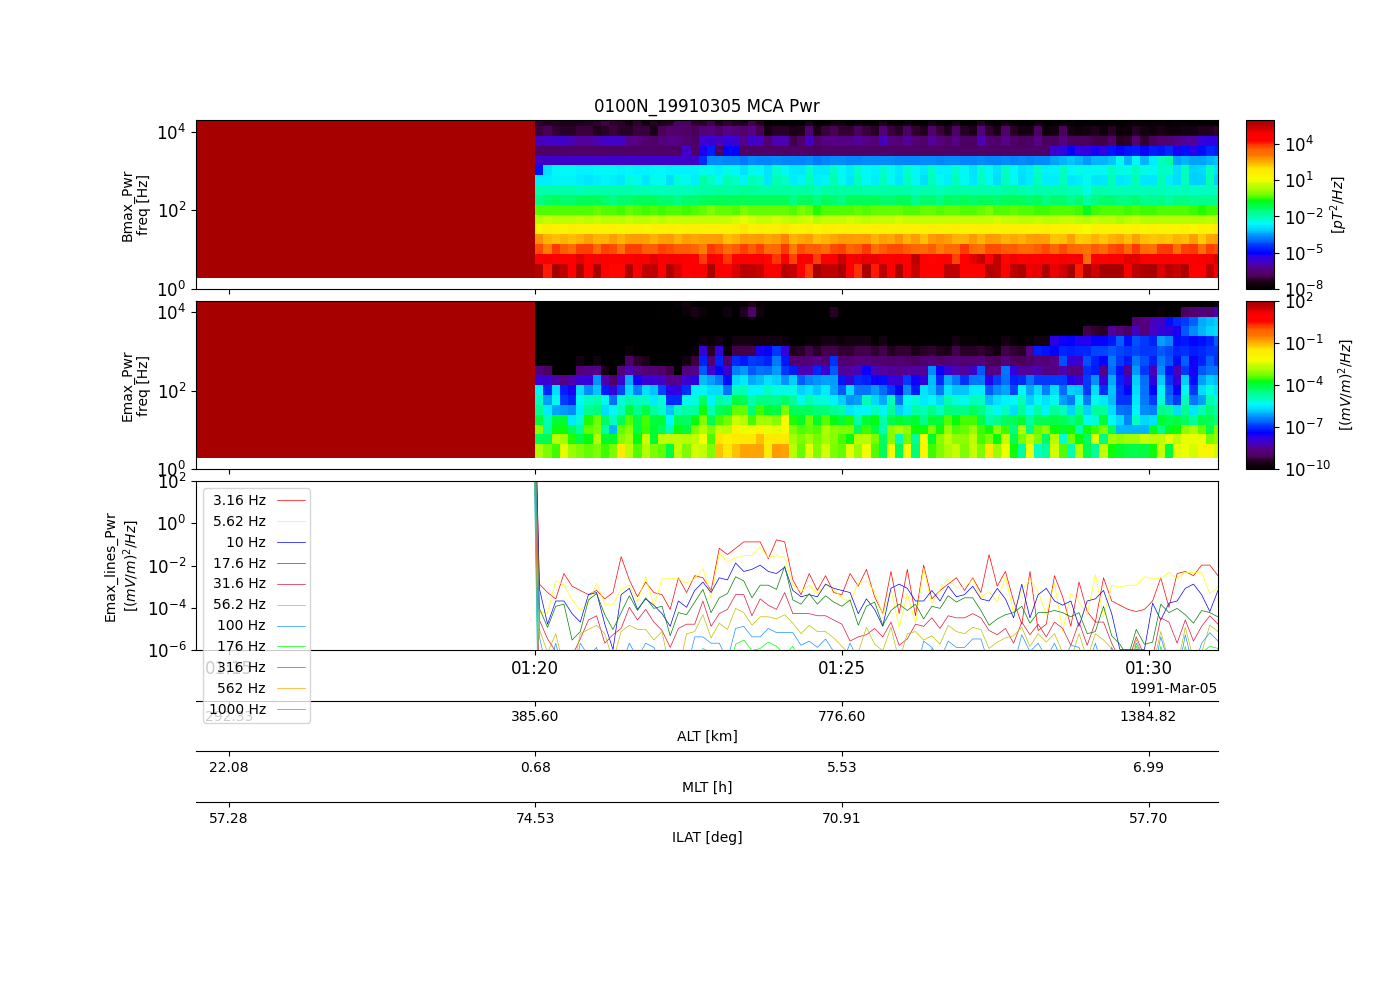 0100N_19910305 MCA Pwr
Bmax_Pwr
freq [Hz]
10^4
10^2
10^0
10^4
10^1
10^-2
10^-5
10^-8
[pT^2/Hz]
Emax_Pwr
freq [Hz]
10^4
10^2
10^0
10^2
10^-1
10^-4
10^-7
10^-10
[(mV/m)^2/Hz]
Emax_lines_Pwr
[(mV/m)^2/Hz]
10^2
10^0
10^-2
10^-4
10^-6
3.16 Hz
5.62 Hz
10 Hz
17.6 Hz
31.6 Hz
56.2 Hz
100 Hz
176 Hz
316 Hz
562 Hz
1000 Hz
01:15 01:20 01:25 01:30
1991-Mar-05
292.33 385.60 776.60 1384.82
ALT [km]
22.08 0.68 5.53 6.99
MLT [h]
57.28 74.53 70.91 57.70
ILAT [deg]